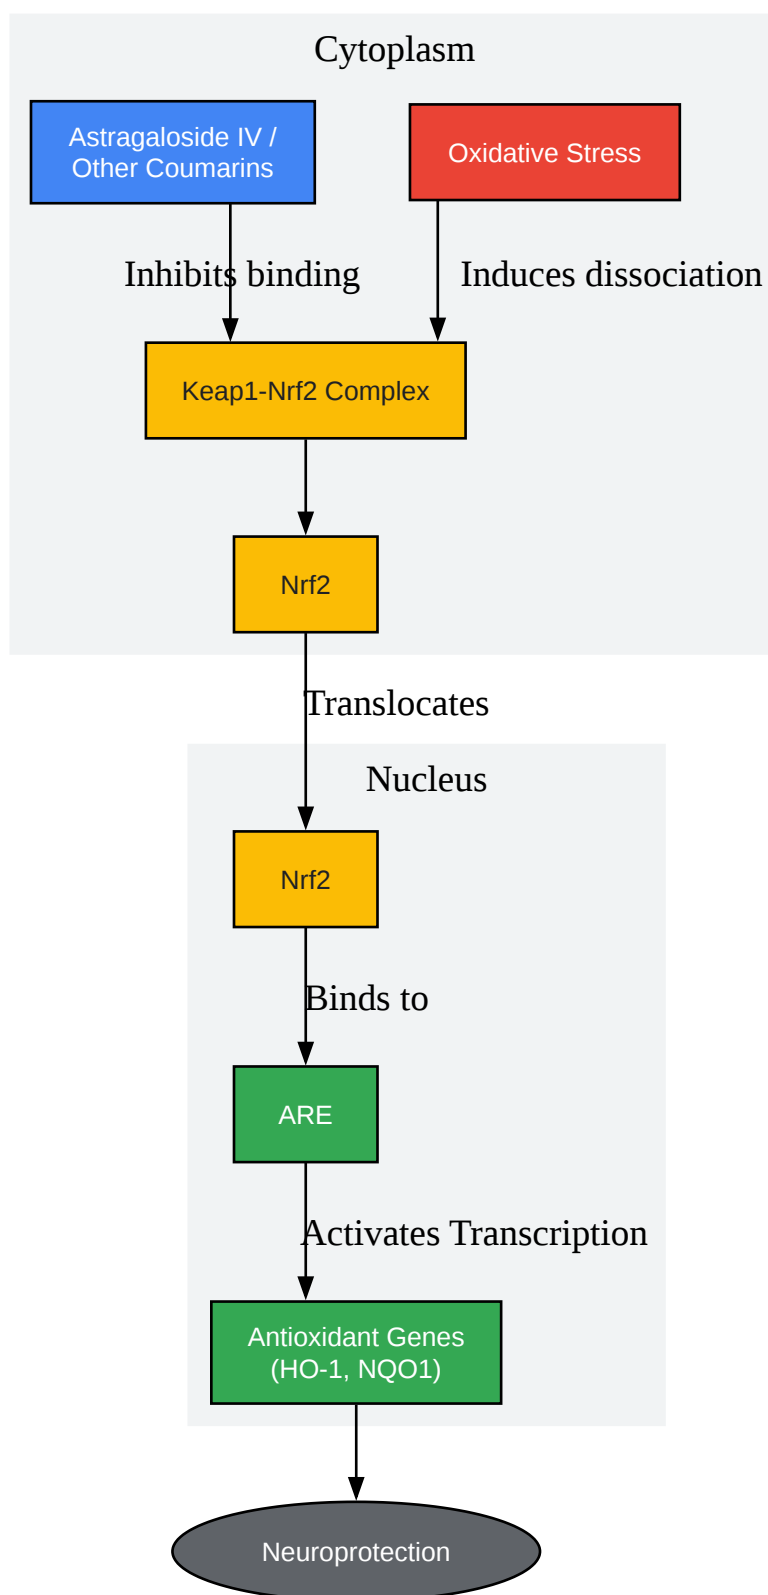 Cytoplasm
Astragaloside IV /
Other Coumarins
Oxidative Stress
Inhibits binding
Induces dissociation
Keap1-Nrf2 Complex
Nrf2
Translocates
Nucleus
Nrf2
Binds to
ARE
Activates Transcription
Antioxidant Genes
(HO-1, NQO1)
Neuroprotection